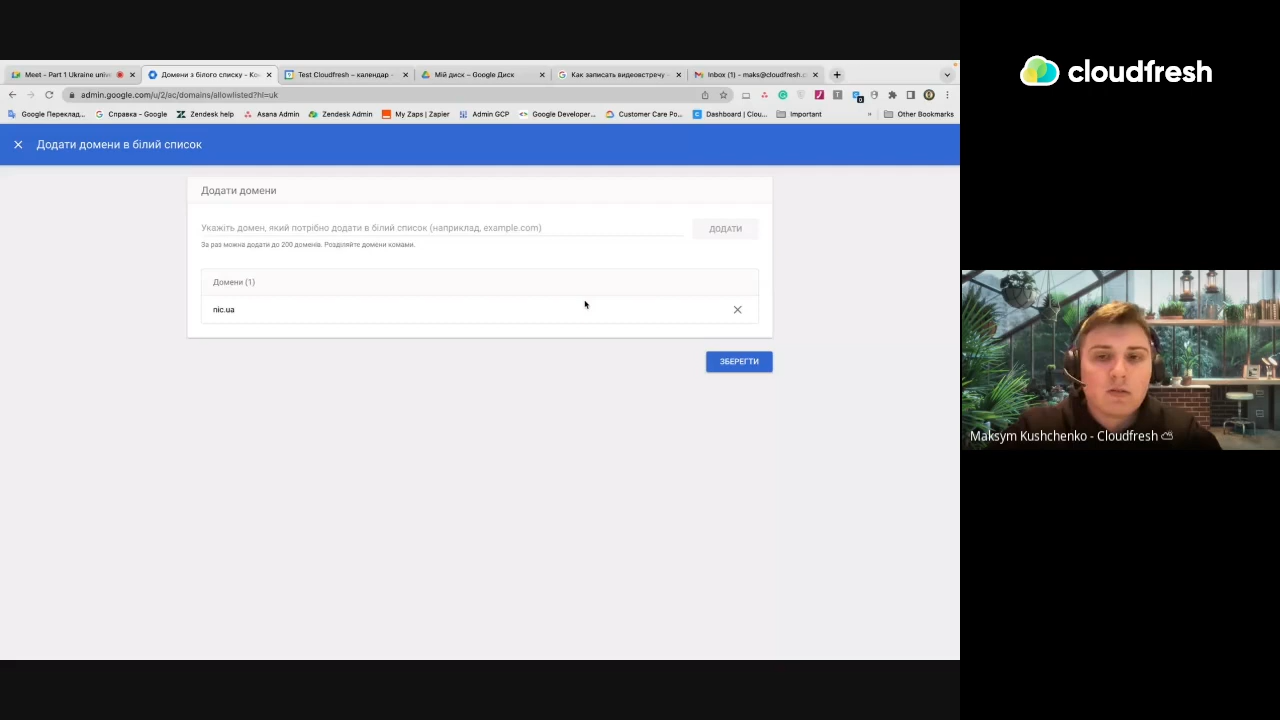 cloudfresh
Meet - Part 1 Ukraine unive
Домени з білого списку - Ко
Test Cloudfresh – календар -
Мій диск – Google Диск
Как записать видеовстречу -
Inbox (1) - maks@cloudfresh.c
admin.google.com/u/2/ac/domains/allowlisted?hl=uk
Google Переклад...
Справка - Google
Zendesk help
Asana Admin
Zendesk Admin
My Zaps | Zapier
Admin GCP
Google Developer...
Customer Care Po...
Dashboard | Clou...
Important
»
Other Bookmarks
Додати домени в білий список
Додати домени
Укажіть домен, який потрібно додати в білий список (наприклад, example.com)
ДОДАТИ
За раз можна додати до 200 доменів. Розділяйте домени комами.
Домени (1)
nic.ua
ЗБЕРЕГТИ
Maksym Kushchenko - Cloudfresh